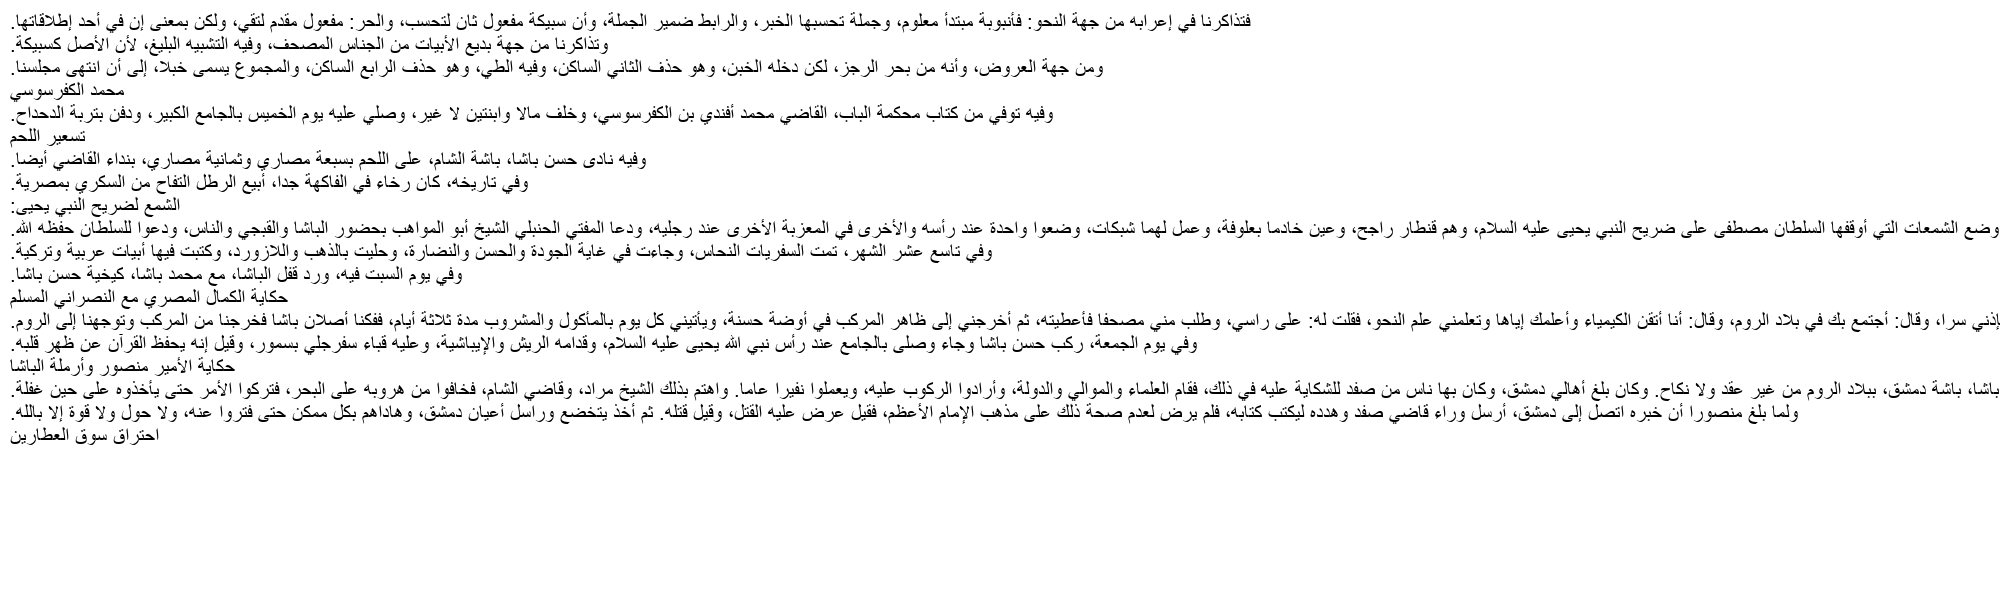 فتذاكرنا في إعرابه من جهة النحو: فأنبوبة مبتدأ معلوم، وجملة تحسبها الخبر، والرابط ضمير الجملة، وأن سبيكة مفعول ثان لتحسب، والحر: مفعول مقدم لتقي، ولكن بمعنى إن في أحد إطلاقاتها.
وتذاكرنا من جهة بديع الأبيات من الجناس المصحف، وفيه التشبيه البليغ، لأن الأصل كسبيكة.
ومن جهة العروض، وأنه من بحر الرجز، لكن دخله الخبن، وهو حذف الثاني الساكن، وفيه الطي، وهو حذف الرابع الساكن، والمجموع يسمى خبلا، إلى أن انتهى مجلسنا.
محمد الكفرسوسي
وفيه توفي من كتاب محكمة الباب، القاضي محمد أفندي بن الكفرسوسي، وخلف مالا وابنتين لا غير، وصلي عليه يوم الخميس بالجامع الكبير، ودفن بتربة الدحداح.
تسعير اللحم
وفيه نادى حسن باشا، باشة الشام، على اللحم بسبعة مصاري وثمانية مصاري، بنداء القاضي أيضا.
وفي تاريخه، كان رخاء في الفاكهة جدا، أبيع الرطل التفاح من السكري بمصرية.
الشمع لضريح النبي يحيى:
وضع الشمعات التي أوقفها السلطان مصطفى على ضريح النبي يحيى عليه السلام، وهم قنطار راجح، وعين خادما بعلوفة، وعمل لهما شبكات، وضعوا واحدة عند رأسه والأخرى في المعزبة الأخرى عند رجليه، ودعا المفتي الحنبلي الشيخ أبو المواهب بحضور الباشا والقبجي والناس، ودعوا للسلطان حفظه الله.
وفي تاسع عشر الشهر، تمت السفريات النحاس، وجاءت في غاية الجودة والحسن والنضارة، وحليت بالذهب واللازورد، وكتبت فيها أبيات عربية وتركية.
وفي يوم السبت فيه، ورد قفل الباشا، مع محمد باشا، كيخية حسن باشا.
حكاية الكمال المصري مع النصراني المسلم
إذني سرا، وقال: أجتمع بك في بلاد الروم، وقال: أنا أتقن الكيمياء وأعلمك إياها وتعلمني علم النحو، فقلت له: على راسي، وطلب مني مصحفا فأعطيته، ثم أخرجني إلى ظاهر المركب في أوضة حسنة، ويأتيني كل يوم بالمأكول والمشروب مدة ثلاثة أيام، ففكنا أصلان باشا فخرجنا من المركب وتوجهنا إلى الروم.
وفي يوم الجمعة، ركب حسن باشا وجاء وصلى بالجامع عند رأس نبي الله يحيى عليه السلام، وقدامه الريش والإيباشية، وعليه قباء سفرجلي بسمور، وقيل إنه يحفظ القرآن عن ظهر قلبه.
حكاية الأمير منصور وأرملة الباشا
باشا، باشة دمشق، ببلاد الروم من غير عقد ولا نكاح. وكان بلغ أهالي دمشق، وكان بها ناس من صفد للشكاية عليه في ذلك، فقام العلماء والموالي والدولة، وأرادوا الركوب عليه، ويعملوا نفيرا عاما. واهتم بذلك الشيخ مراد، وقاضي الشام، فخافوا من هروبه على البحر، فتركوا الأمر حتى يأخذوه على حين غفلة.
ولما بلغ منصورا أن خبره اتصل إلى دمشق، أرسل وراء قاضي صفد وهدده ليكتب كتابه، فلم يرض لعدم صحة ذلك على مذهب الإمام الأعظم، فقيل عرض عليه القتل، وقيل قتله. ثم أخذ يتخضع وراسل أعيان دمشق، وهاداهم بكل ممكن حتى فتروا عنه، ولا حول ولا قوة إلا بالله.
احتراق سوق العطارين